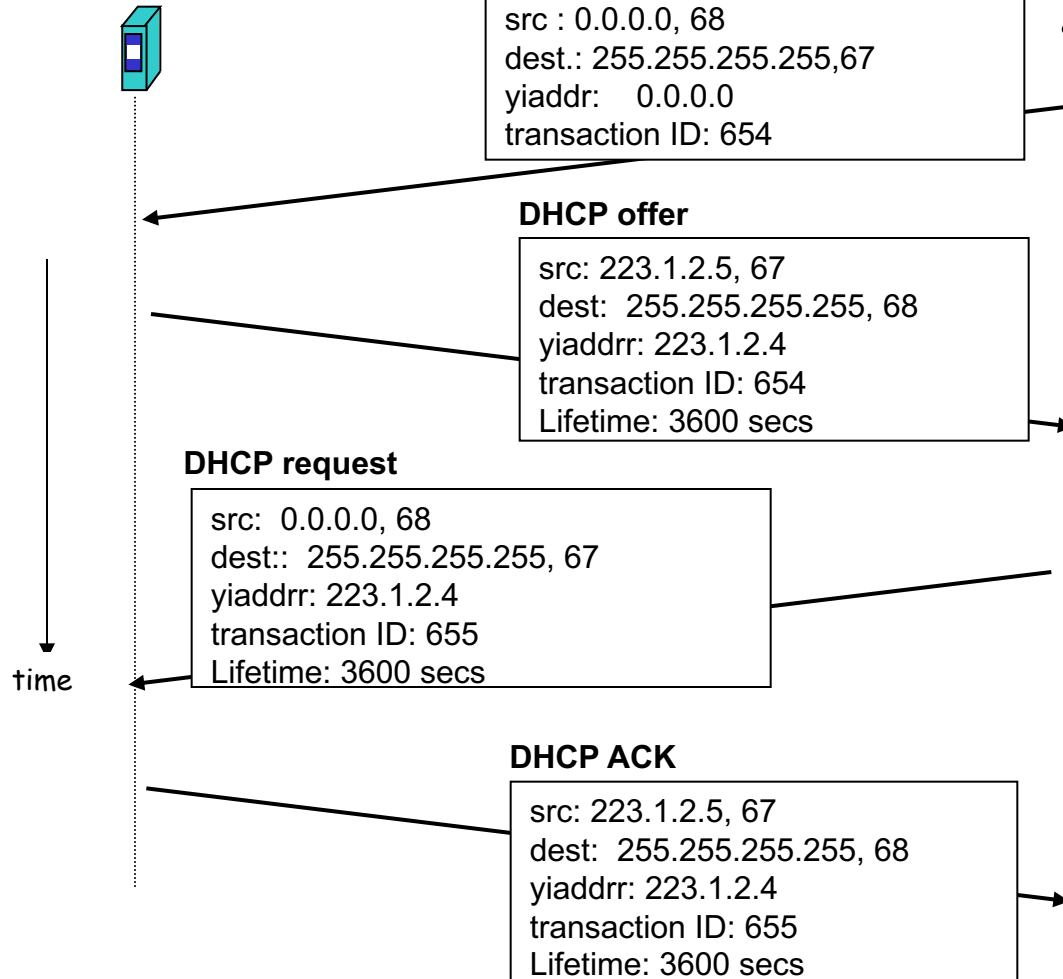 src : 0.0.0.0, 68
dest.: 255.255.255.255,67
yiaddr: 0.0.0.0
transaction ID: 654
DHCP offer
src: 223.1.2.5, 67
dest: 255.255.255.255, 68
yiaddrr: 223.1.2.4
transaction ID: 654
Lifetime: 3600 secs
DHCP request
src: 0.0.0.0, 68
dest:: 255.255.255.255, 67
yiaddrr: 223.1.2.4
transaction ID: 655
Lifetime: 3600 secs
time
DHCP ACK
src: 223.1.2.5, 67
dest: 255.255.255.255, 68
yiaddrr: 223.1.2.4
transaction ID: 655
Lifetime: 3600 secs